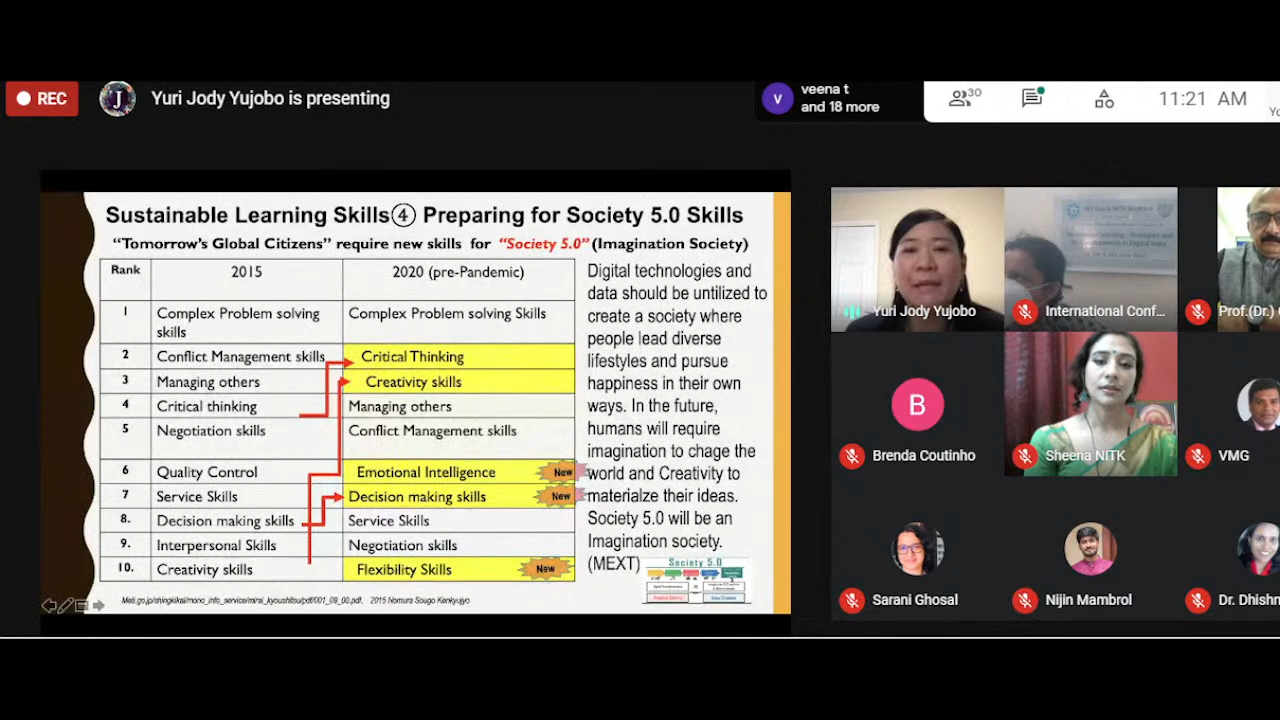 REC
J
Yuri Jody Yujobo is presenting
v
veena t
and 18 more
30
11:21 AM
Sustainable Learning Skills④ Preparing for Society 5.0 Skills
“Tomorrow's Global Citizens” require new skills for “Society 5.0” (Imagination Society)
Rank 2015 2020 (pre-Pandemic)
1 Complex Problem solving skills Complex Problem solving Skills
2 Conflict Management skills Critical Thinking
3 Managing others Creativity skills
4 Critical thinking Managing others
5 Negotiation skills Conflict Management skills
6 Quality Control Emotional Intelligence New
7 Service Skills Decision making skills New
8. Decision making skills Service Skills
9. Interpersonal Skills Negotiation skills
10. Creativity skills Flexibility Skills New
Digital technologies and
data should be untilized to
create a society where
people lead diverse
lifestyles and pursue
happiness in their own
ways. In the future,
humans will require
imagination to chage the
world and Creativity to
materialze their ideas.
Society 5.0 will be an
Imagination society.
(MEXT)
Society 5.0
2015 Nomura Sougo Kenkyujyo
Yuri Jody Yujobo
International Conf...
Prof.(Dr.)
B
Brenda Coutinho
Sheena NITK
VMG
Sarani Ghosal
Nijin Mambrol
Dr. Dhishn